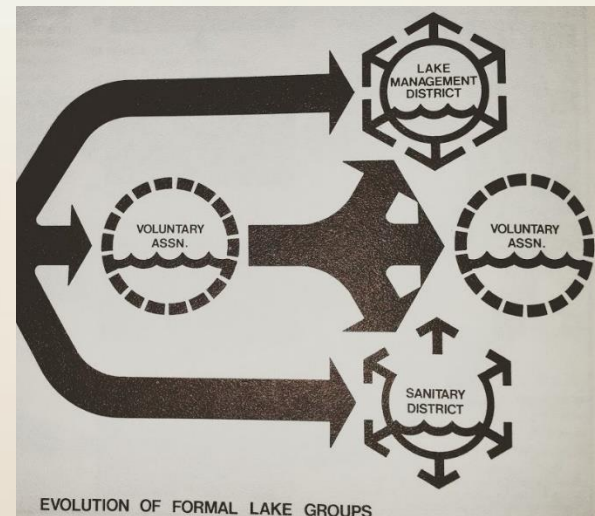 LAKE
MANAGEMENT
DISTRICT
VOLUNTARY
ASSN.
VOLUNTARY
ASSN.
SANITARY
DISTRICT
EVOLUTION OF FORMAL LAKE GROUPS